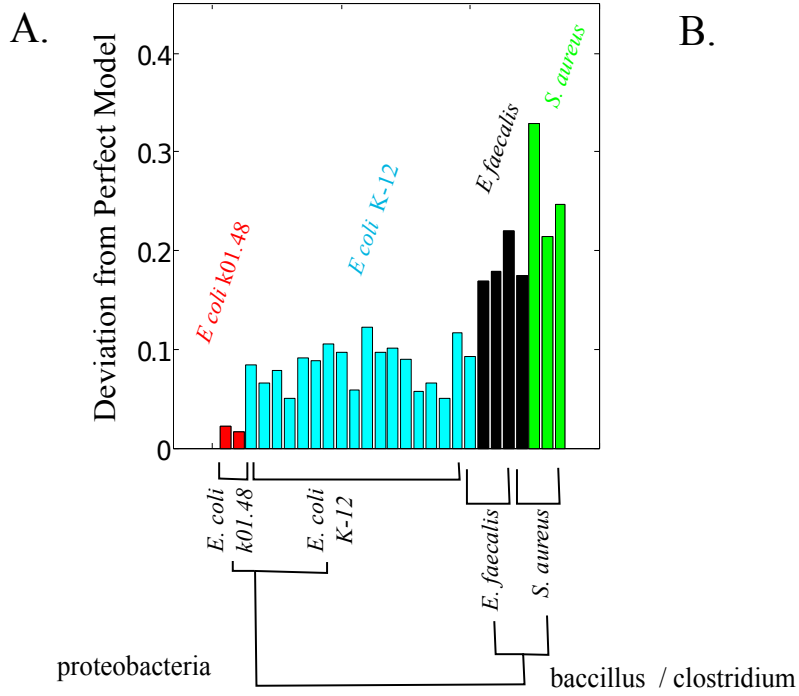 A.
B.
Deviation from Perfect Model
0.4
0.3
0.2
0.1
0
E coli k01.48
E coli K-12
E faecalis
S. aureus
E. coli
k01.48
E. coli
K-12
E. faecalis
S. aureus
proteobacteria
baccillus / clostridium